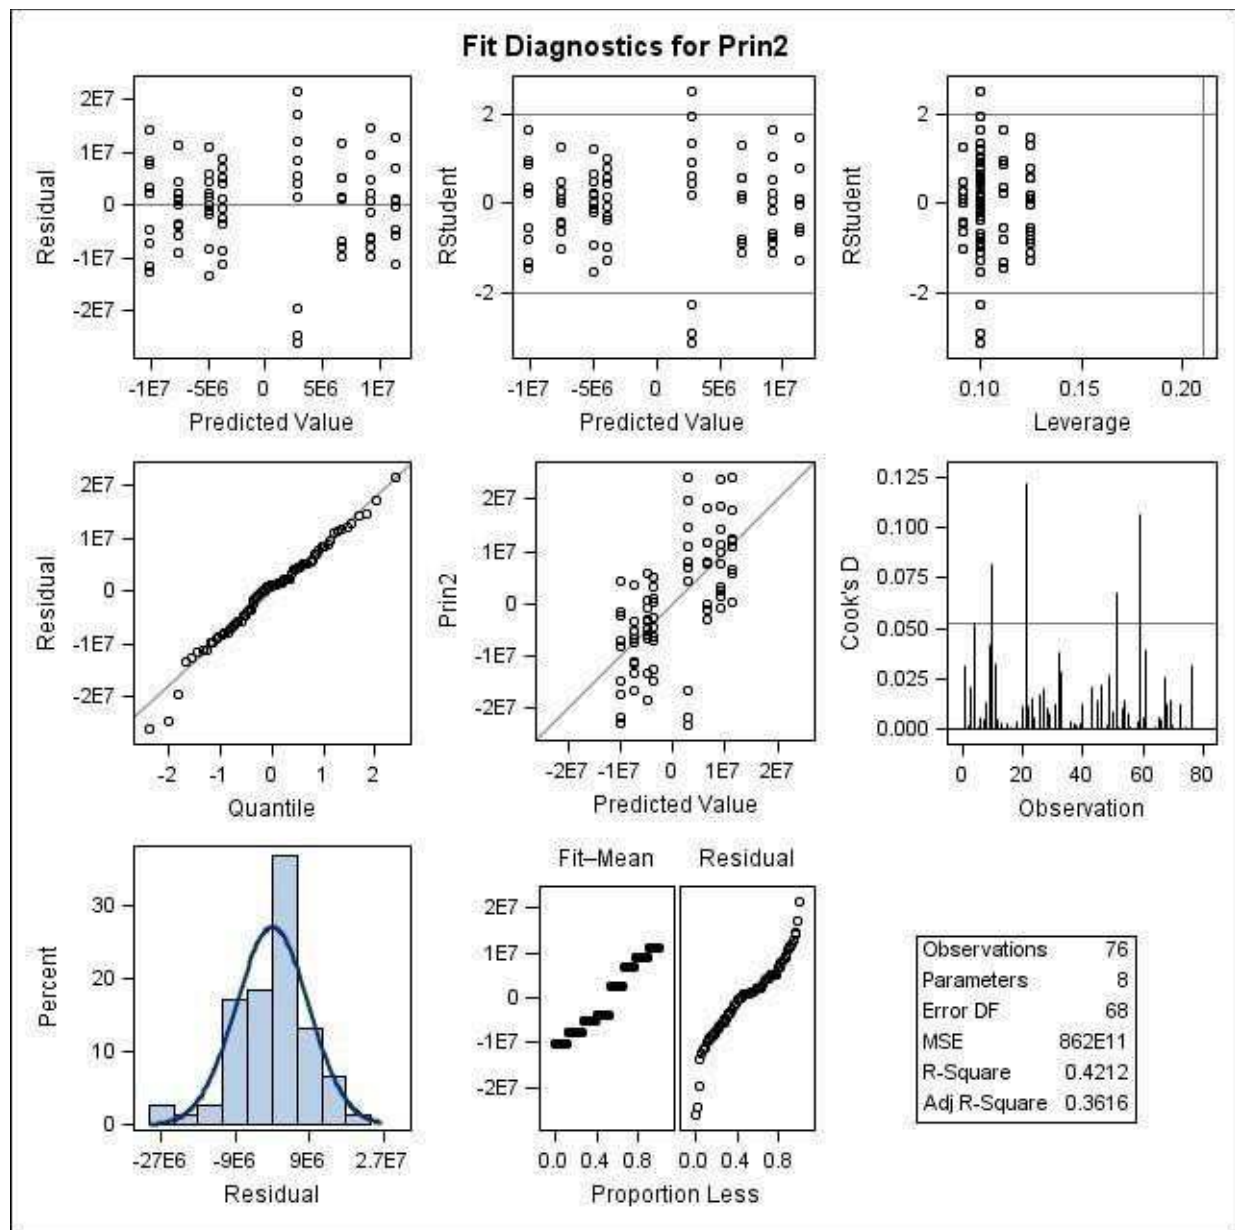 Fit Diagnostics for Prin2
2E7
1E7
0
-1E7
-2E7
Residual
-1E7 -5E6 0 5E6 1E7
Predicted Value
2
0
-2
RStudent
-1E7 -5E6 0 5E6 1E7
Predicted Value
2
0
-2
RStudent
0.10 0.15 0.20
Leverage
2E7
1E7
0
-1E7
-2E7
Residual
-2 -1 0 1 2
Quantile
2E7
1E7
0
-1E7
-2E7
Prin2
-2E7 -1E7 0 1E7 2E7
Predicted Value
0.125
0.100
0.075
0.050
0.025
0.000
Cook's D
0 20 40 60 80
Observation
30
20
10
0
Percent
-27E6 -9E6 9E6 2.7E7
Residual
Fit–Mean Residual
2E7
1E7
0
-1E7
-2E7
0.0 0.4 0.8 0.0 0.4 0.8
Proportion Less
Observations 76
Parameters 8
Error DF 68
MSE 862E11
R-Square 0.4212
Adj R-Square 0.3616